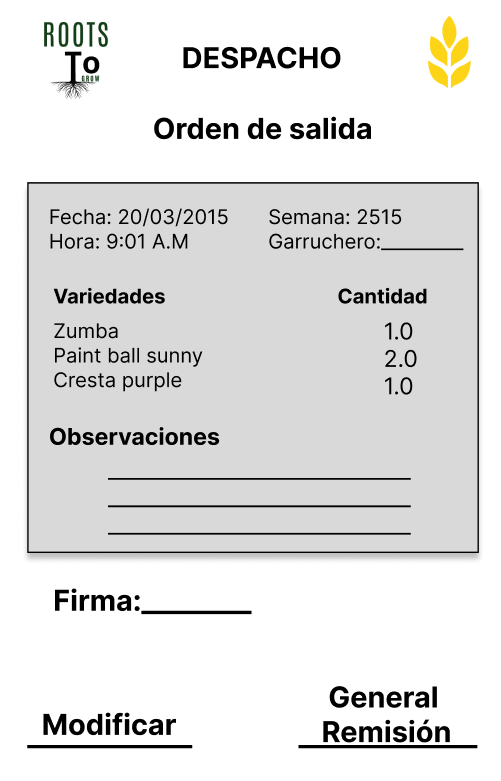 ROOTS
To
GROW
DESPACHO
Orden de salida
Fecha: 20/03/2015 Semana: 2515
Hora: 9:01 A.M Garruchero:________
Variedades Cantidad
Zumba 1.0
Paint ball sunny 2.0
Cresta purple 1.0
Observaciones
Firma:________
Modificar
General
Remisión